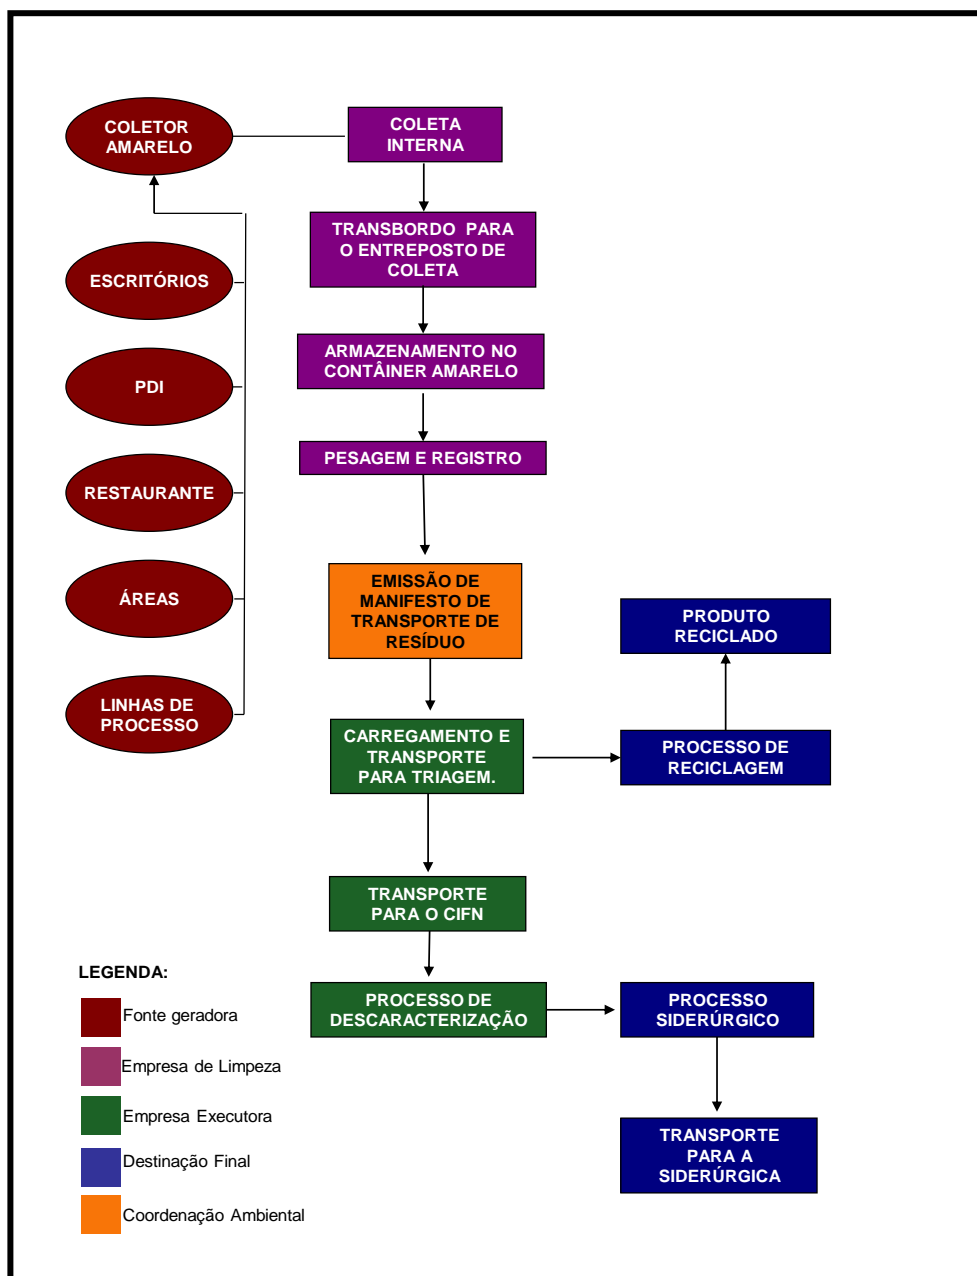 COLETOR
AMARELO
COLETA
INTERNA
TRANSBORDO PARA
O ENTREPOSTO DE
COLETA
ESCRITÓRIOS
ARMAZENAMENTO NO
CONTÂINER AMARELO
PDI
PESAGEM E REGISTRO
RESTAURANTE
EMISSÃO DE
MANIFESTO DE
TRANSPORTE DE
RESÍDUO
ÁREAS
PRODUTO
RECICLADO
LINHAS DE
PROCESSO
CARREGAMENTO E
TRANSPORTE
PARA TRIAGEM.
PROCESSO DE
RECICLAGEM
TRANSPORTE
PARA O CIFN
PROCESSO DE
DESCARACTERIZAÇÃO
PROCESSO
SIDERÚRGICO
TRANSPORTE
PARA A
SIDERÚRGICA
LEGENDA:
Fonte geradora
Empresa de Limpeza
Empresa Executora
Destinação Final
Coordenação Ambiental